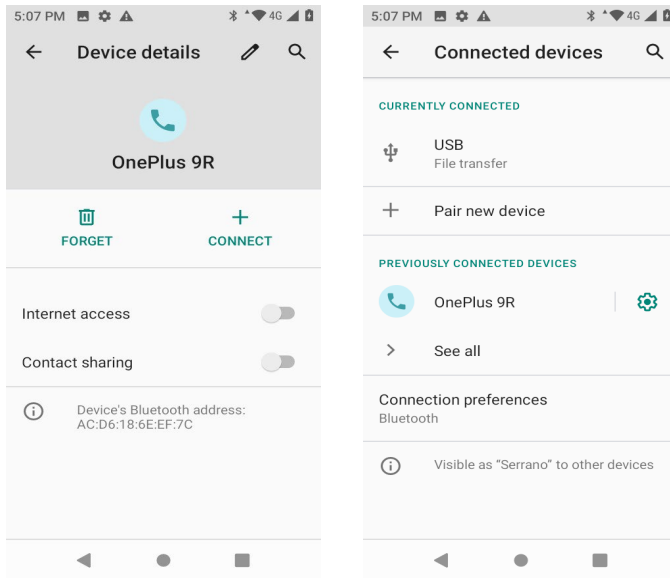 5:07 PM 4G
Device details
OnePlus 9R
FORGET CONNECT
Internet access
Contact sharing
Device's Bluetooth address:
AC:D6:18:6E:EF:7C
5:07 PM 4G
Connected devices
CURRENTLY CONNECTED
USB
File transfer
Pair new device
PREVIOUSLY CONNECTED DEVICES
OnePlus 9R
See all
Connection preferences
Bluetooth
Visible as “Serrano” to other devices